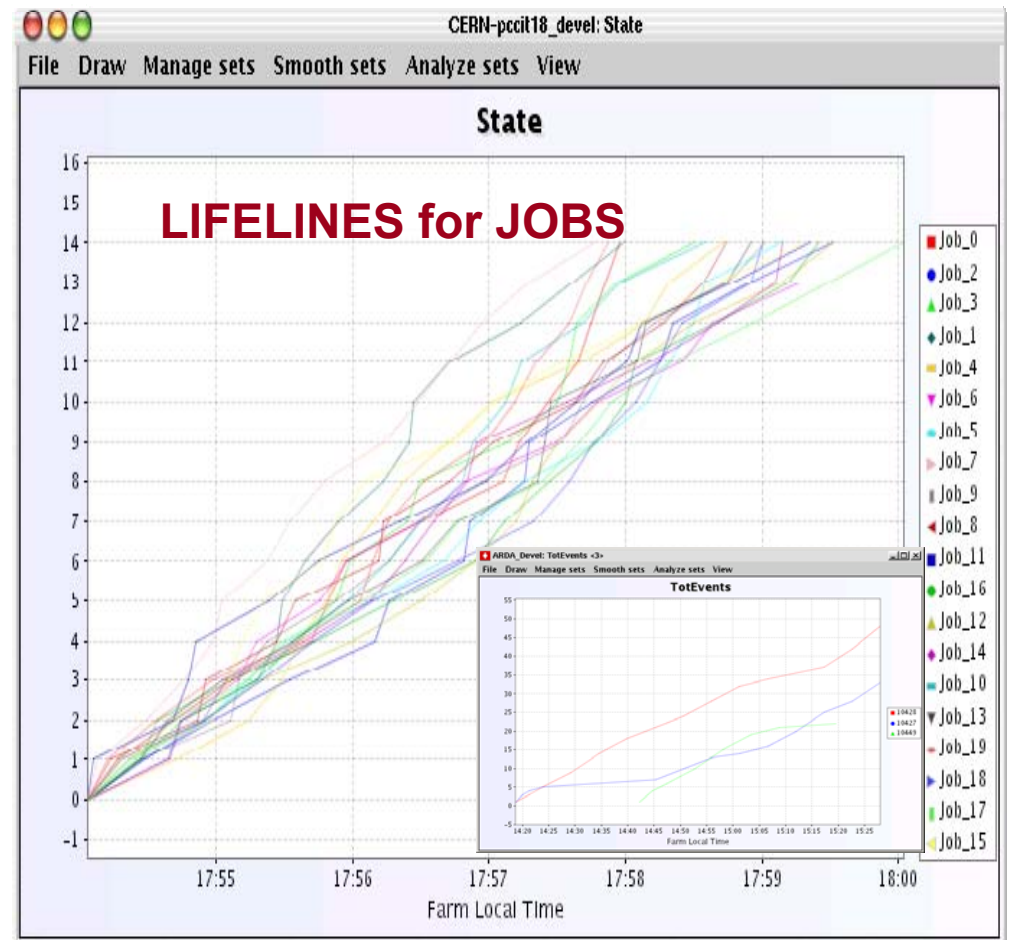 CERN-pccit18_devel: State
File Draw Manage sets Smooth sets Analyze sets View
State
LIFELINES for JOBS
16
15
14
13
12
11
10
9
8
7
6
5
4
3
2
1
0
-1
17:55 17:56 17:57 17:58 17:59 18:00
Farm Local Time
Job_0
Job_2
Job_3
Job_1
Job_4
Job_6
Job_5
Job_7
Job_9
Job_8
Job_11
Job_16
Job_12
Job_14
Job_10
Job_13
Job_19
Job_18
Job_17
Job_15
ARDA_Devel: TotEvents <3>
File Draw Manage sets Smooth sets Analyze sets View
TotEvents
55
50
45
40
35
30
25
20
15
10
5
0
-5
14:20 14:25 14:30 14:35 14:40 14:45 14:50 14:55 15:00 15:05 15:10 15:15 15:20 15:25
Farm Local Time
10427